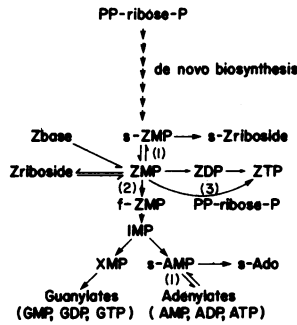 PP-ribose-P
de novo biosynthesis
s-ZMP s-Zriboside
Zbase (1)
Zriboside ZMP ZDP ZTP
(2) (3)
f-ZMP PP-ribose-P
IMP
XMP s-AMP s-Ado
(1)
Guanylates Adenylates
(GMP, GDP, GTP) (AMP, ADP, ATP)